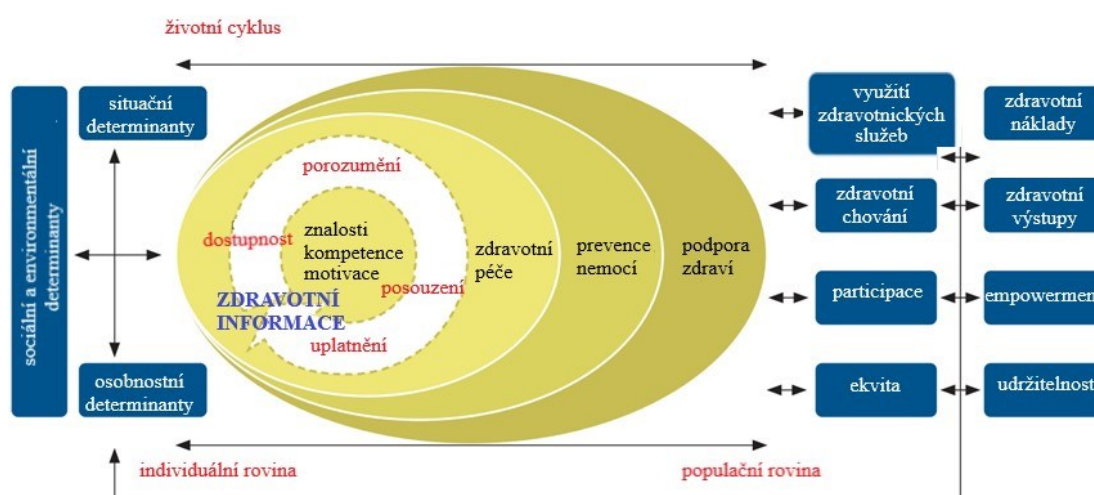 životní cyklus
sociální a environmentální
determinanty
situační
determinanty
osobnostní
determinanty
porozumění
dostupnost
znalosti
kompetence
motivace
posouzení
ZDRAVOTNÍ
INFORMACE
uplatnění
zdravotní
péče
prevence
nemocí
podpora
zdraví
využití
zdravotnických
služeb
zdravotní
náklady
zdravotní
chování
zdravotní
výstupy
participace
empowermen
ekvita
udržitelnost
individuální rovina
populační rovina